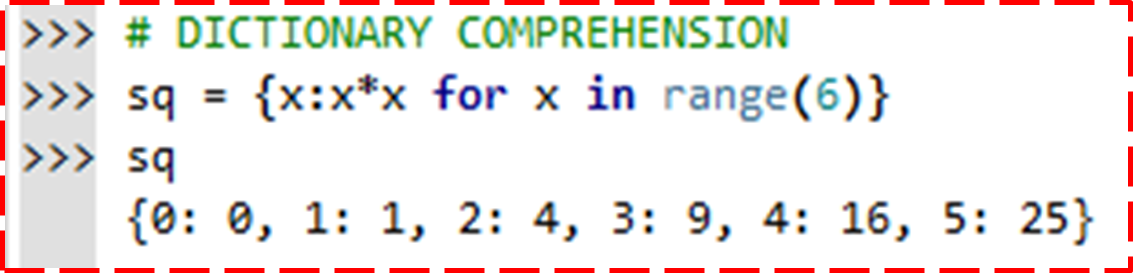 >>> # DICTIONARY COMPREHENSION
>>> sq = {x:x*x for x in range(6)}
>>> sq
{0: 0, 1: 1, 2: 4, 3: 9, 4: 16, 5: 25}